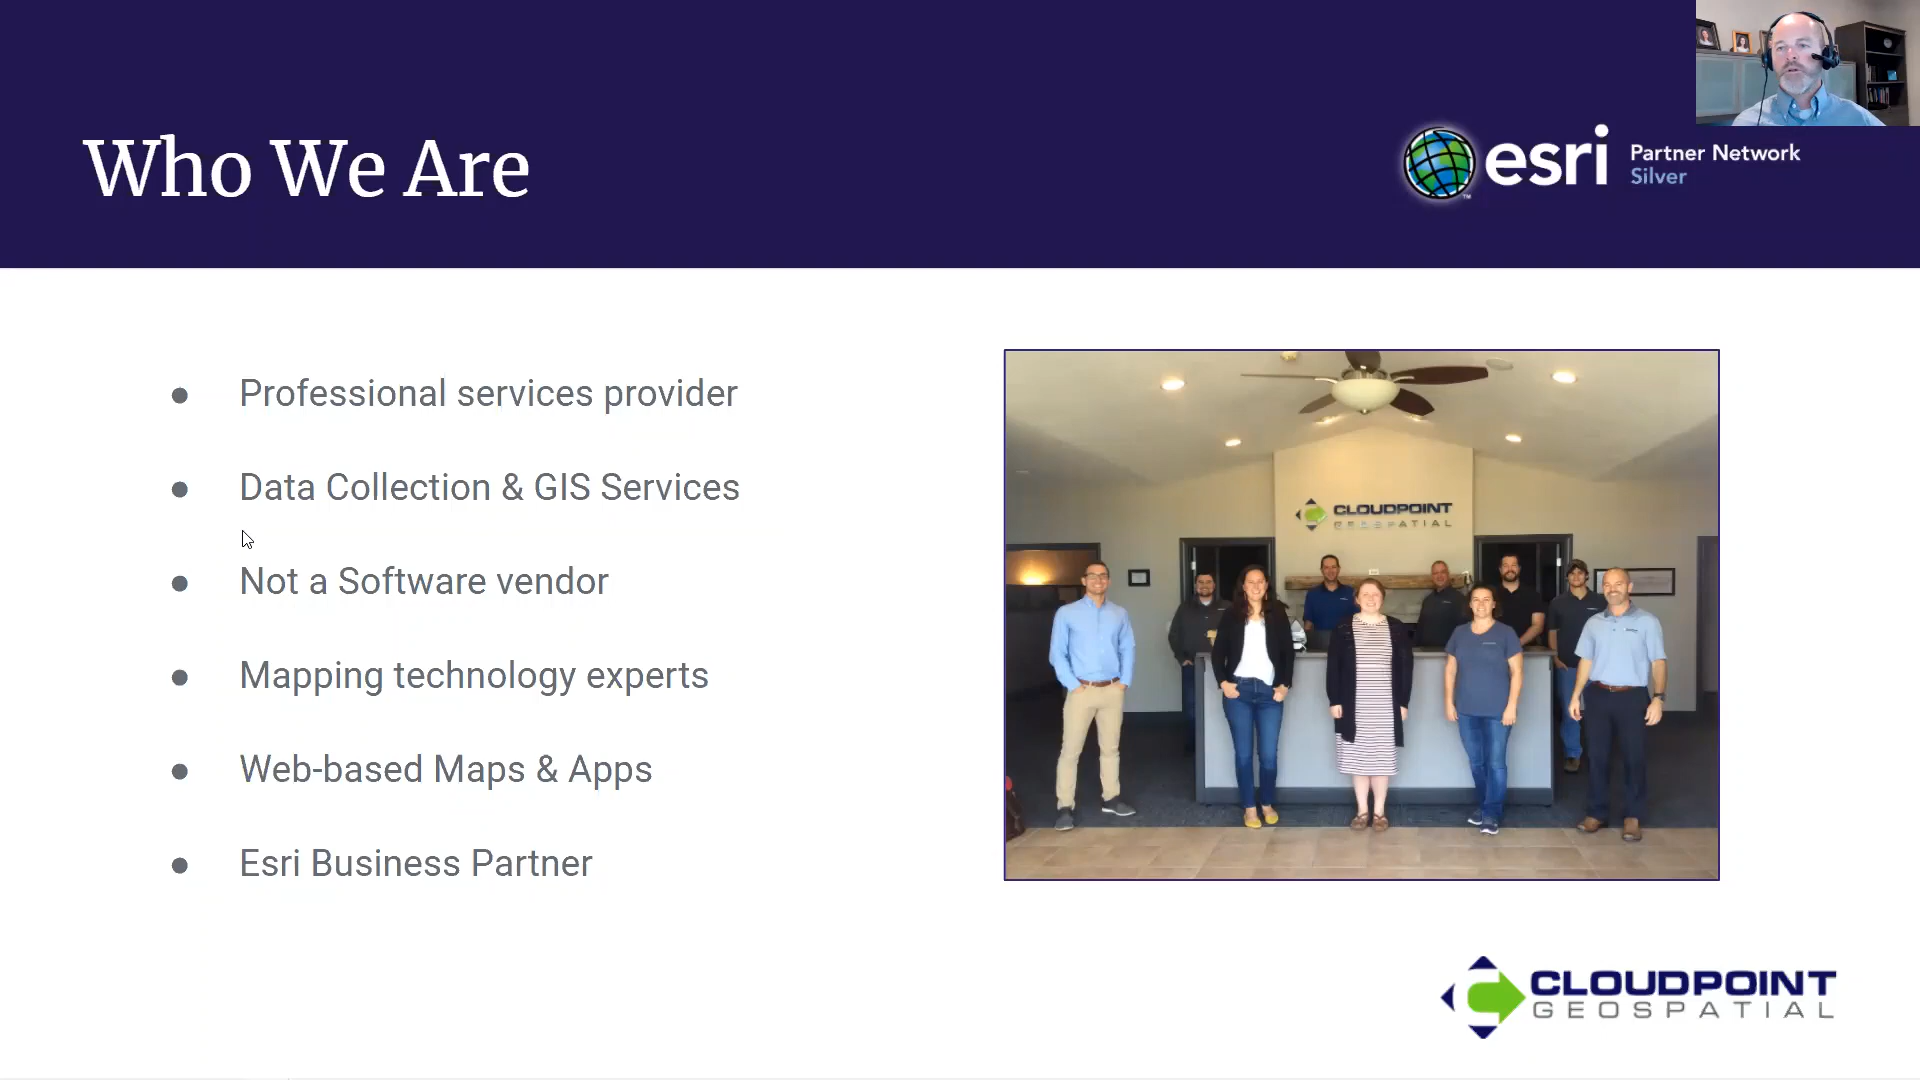 Who We Are
esri Partner Network
Silver
Professional services provider
Data Collection & GIS Services
Not a Software vendor
Mapping technology experts
Web-based Maps & Apps
Esri Business Partner
CLOUDPOINT
GEOSPATIAL
CLOUDPOINT
GEOSPATIAL